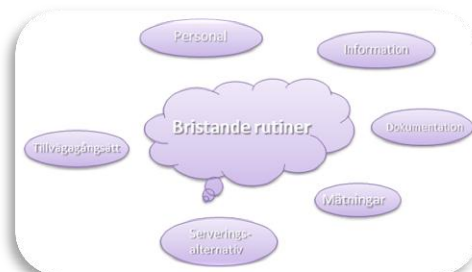 Personal
Information
Bristande rutiner
Dokumentation
Tillvägagångsätt
Mätningar
Serverings-
alternativ